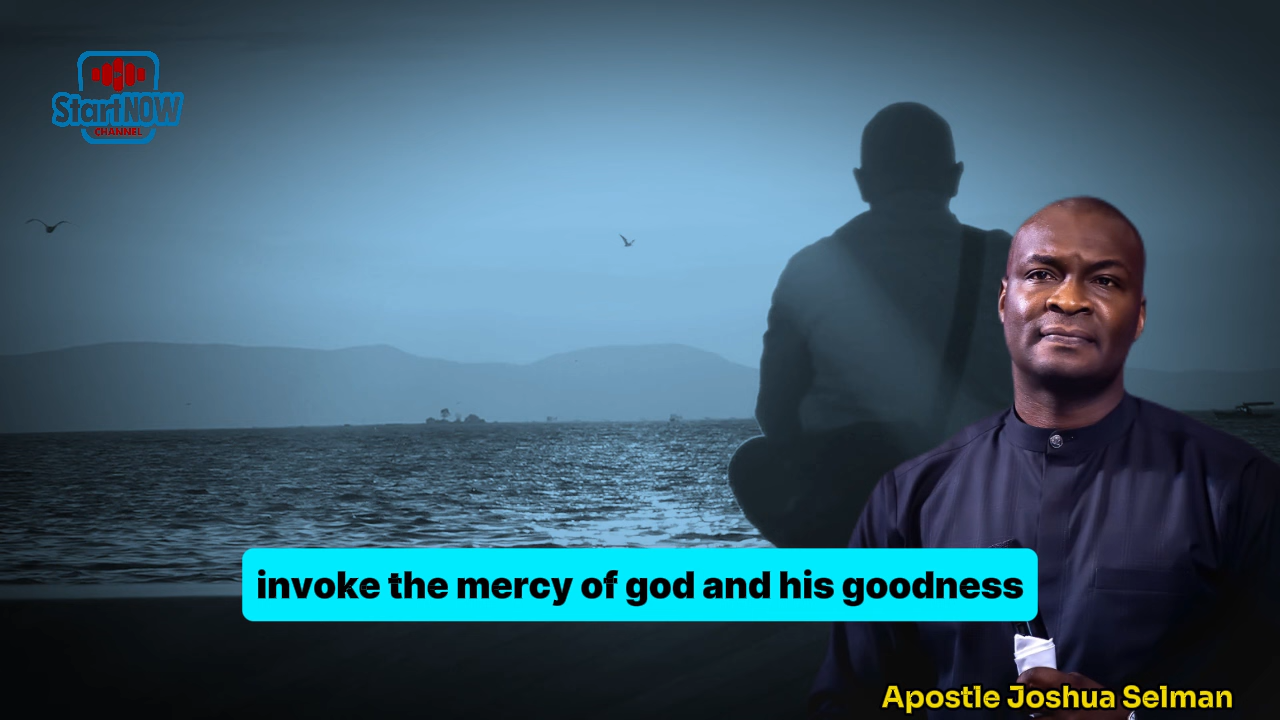 StartNOW
CHANNEL
invoke the mercy of god and his goodness
Apostle Joshua Selman